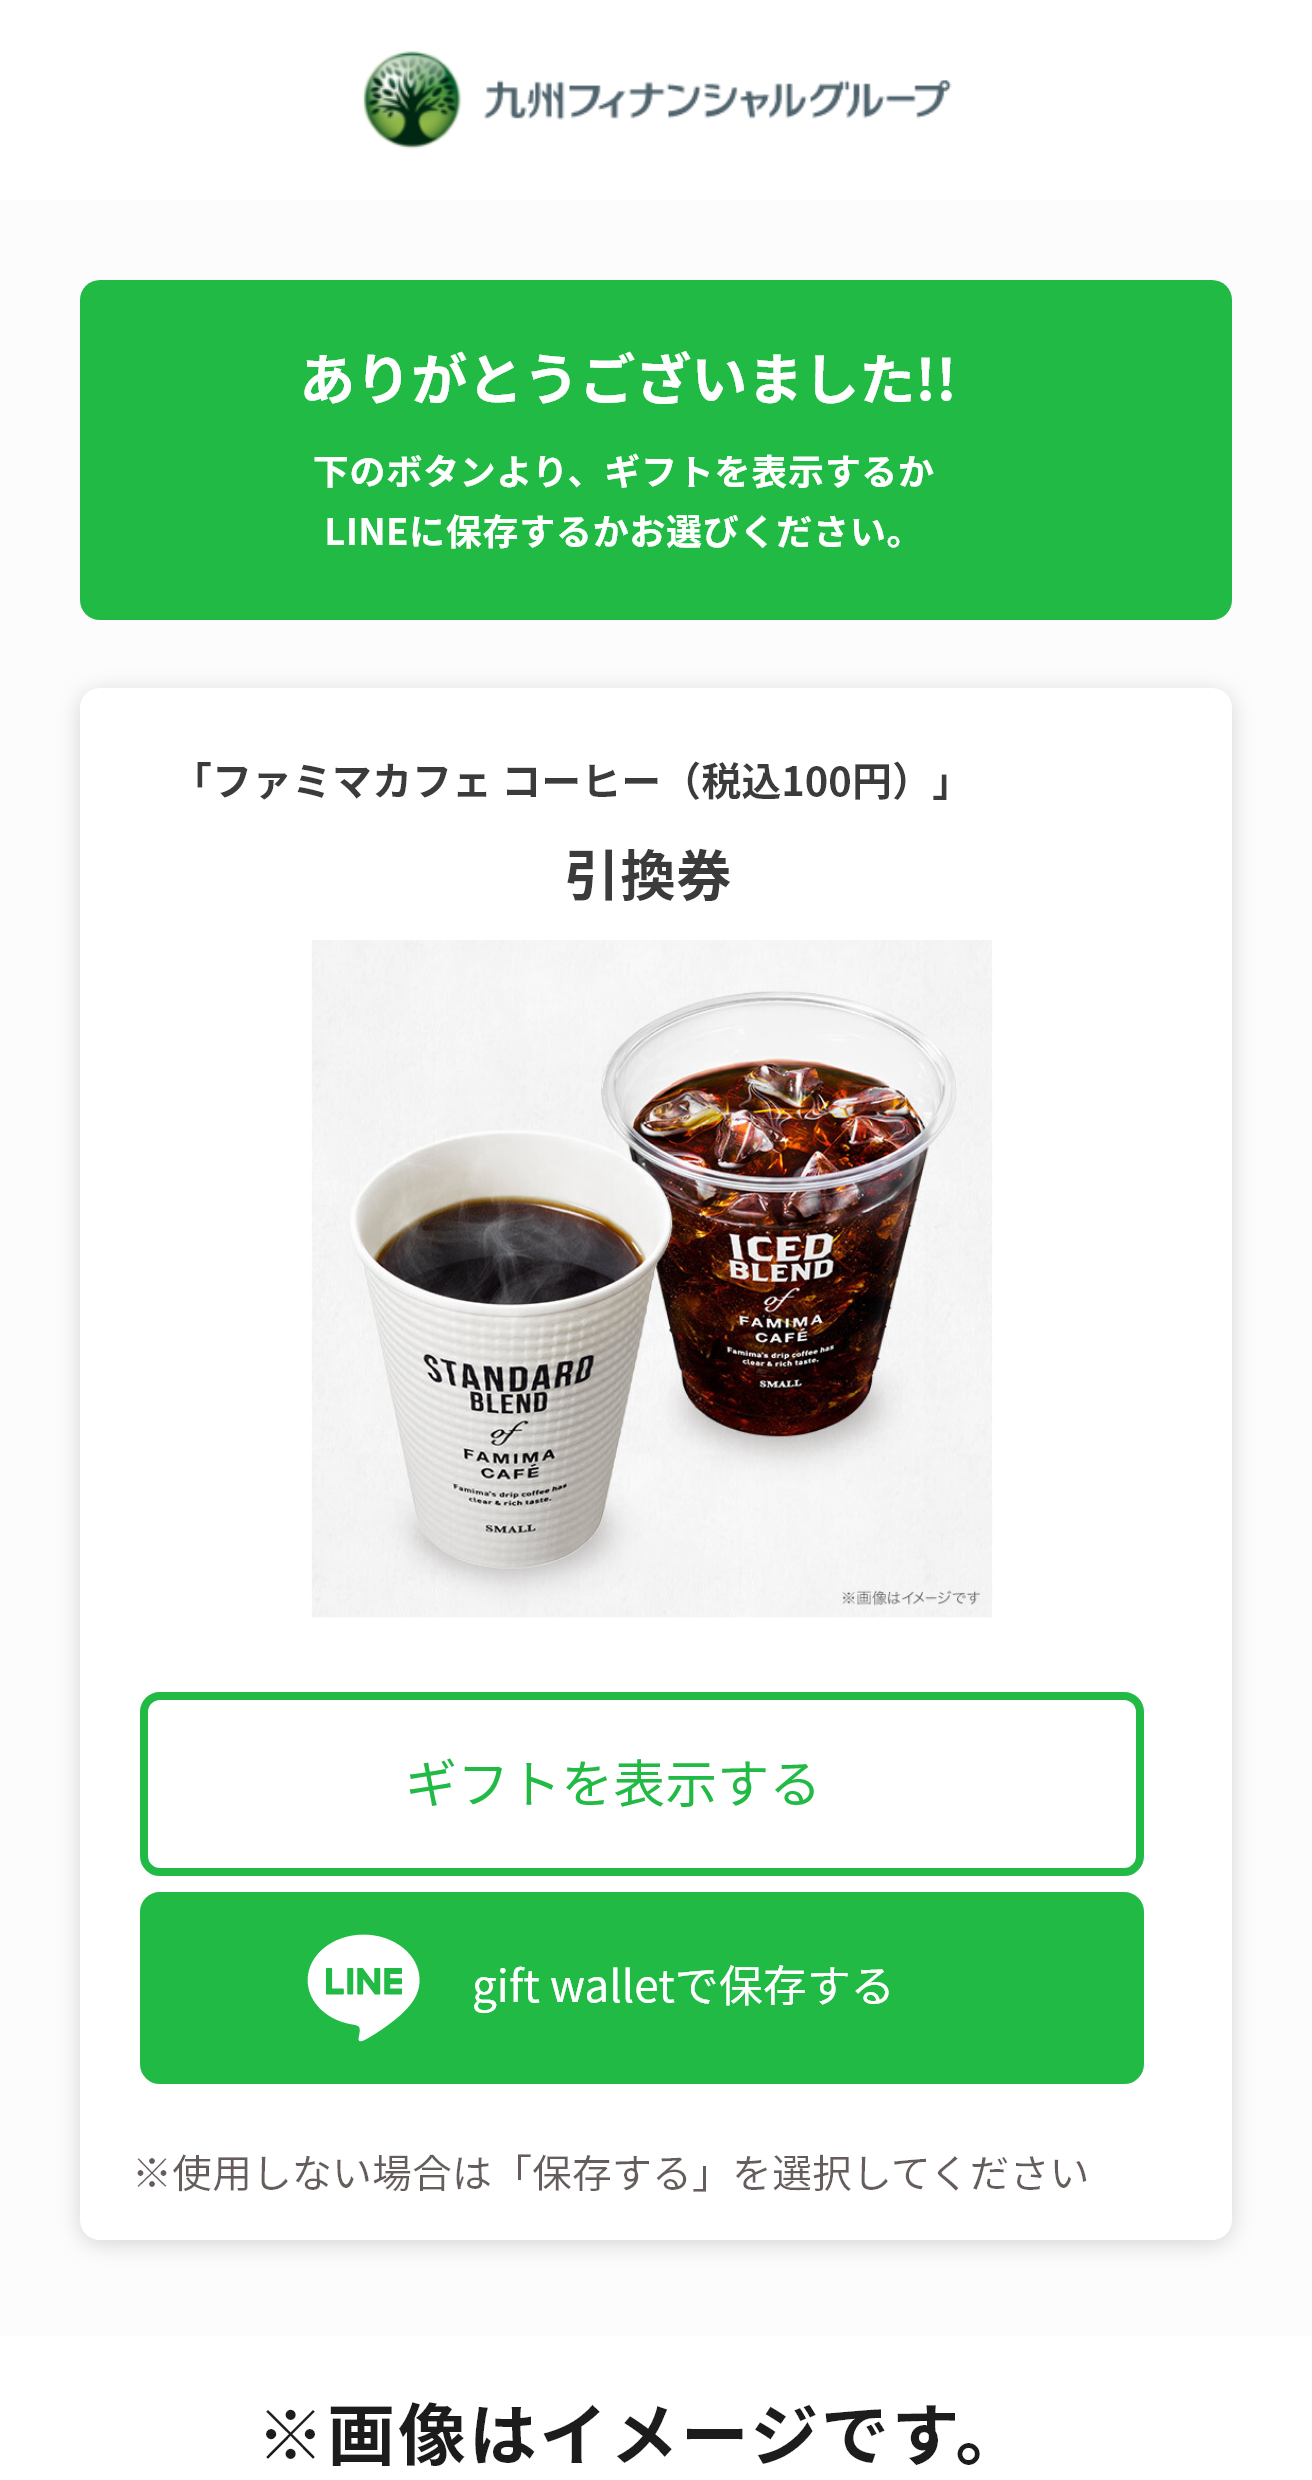 九州フィナンシャルグループ
ありがとうございました!!
下のボタンより、ギフトを表示するか
LINEに保存するかお選びください。
「ファミマカフェ コーヒー（税込100円）」
引換券
ICED
BLEND
of
FAMIMA
CAFÉ
Famima's drip coffee has
clear & rich taste.
SMALL
STANDARD
BLEND
of
FAMIMA
CAFÉ
Famima's drip coffee has
clear & rich taste.
SMALL
※画像はイメージです
ギフトを表示する
LINE gift walletで保存する
※使用しない場合は「保存する」を選択してください
※画像はイメージです。